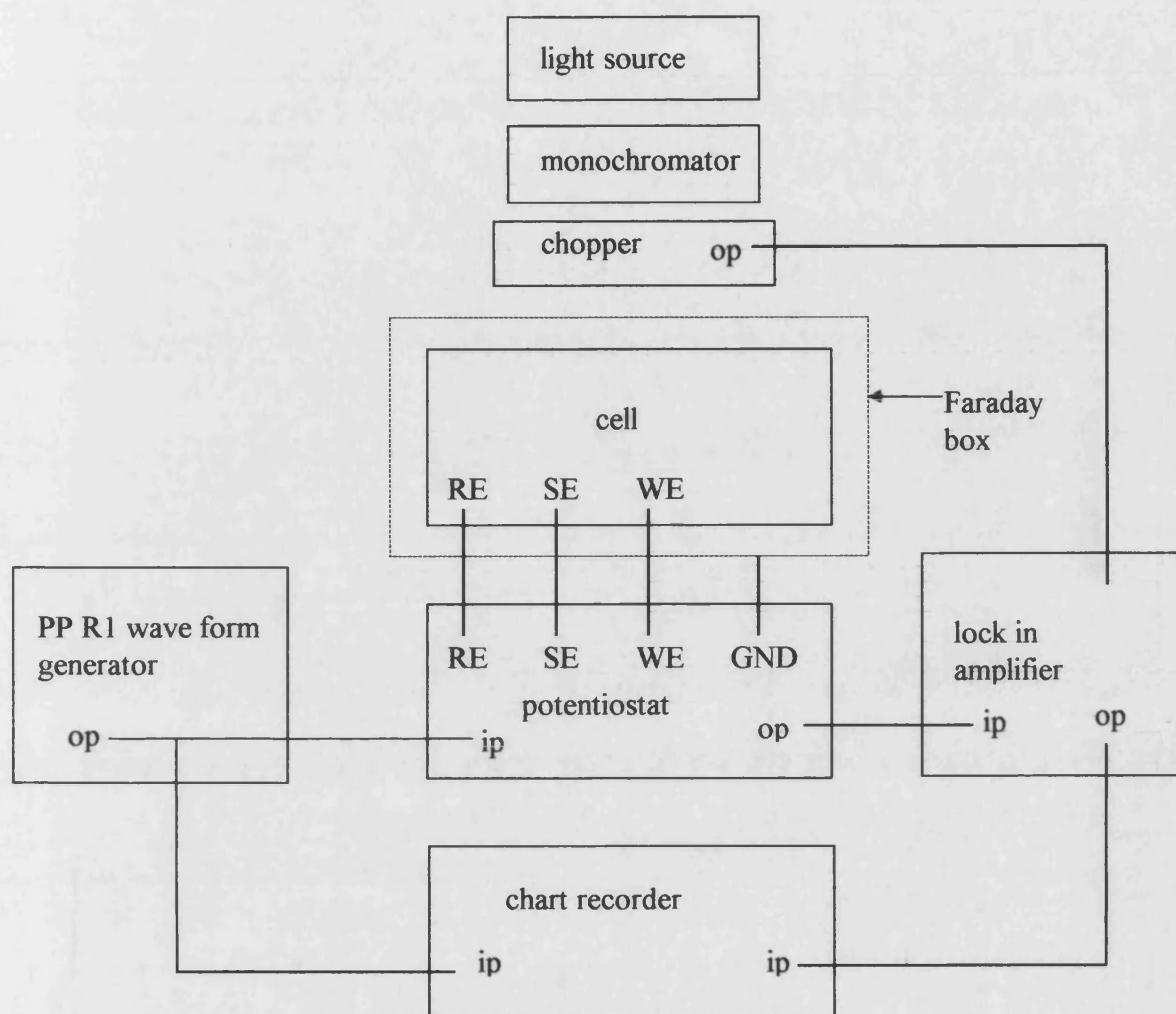 light source
monochromator
chopper op
Faraday
box
cell
RE SE WE
PP R1 wave form
generator
op
RE SE WE GND
potentiostat
ip op
lock in
amplifier
ip op
chart recorder
ip ip